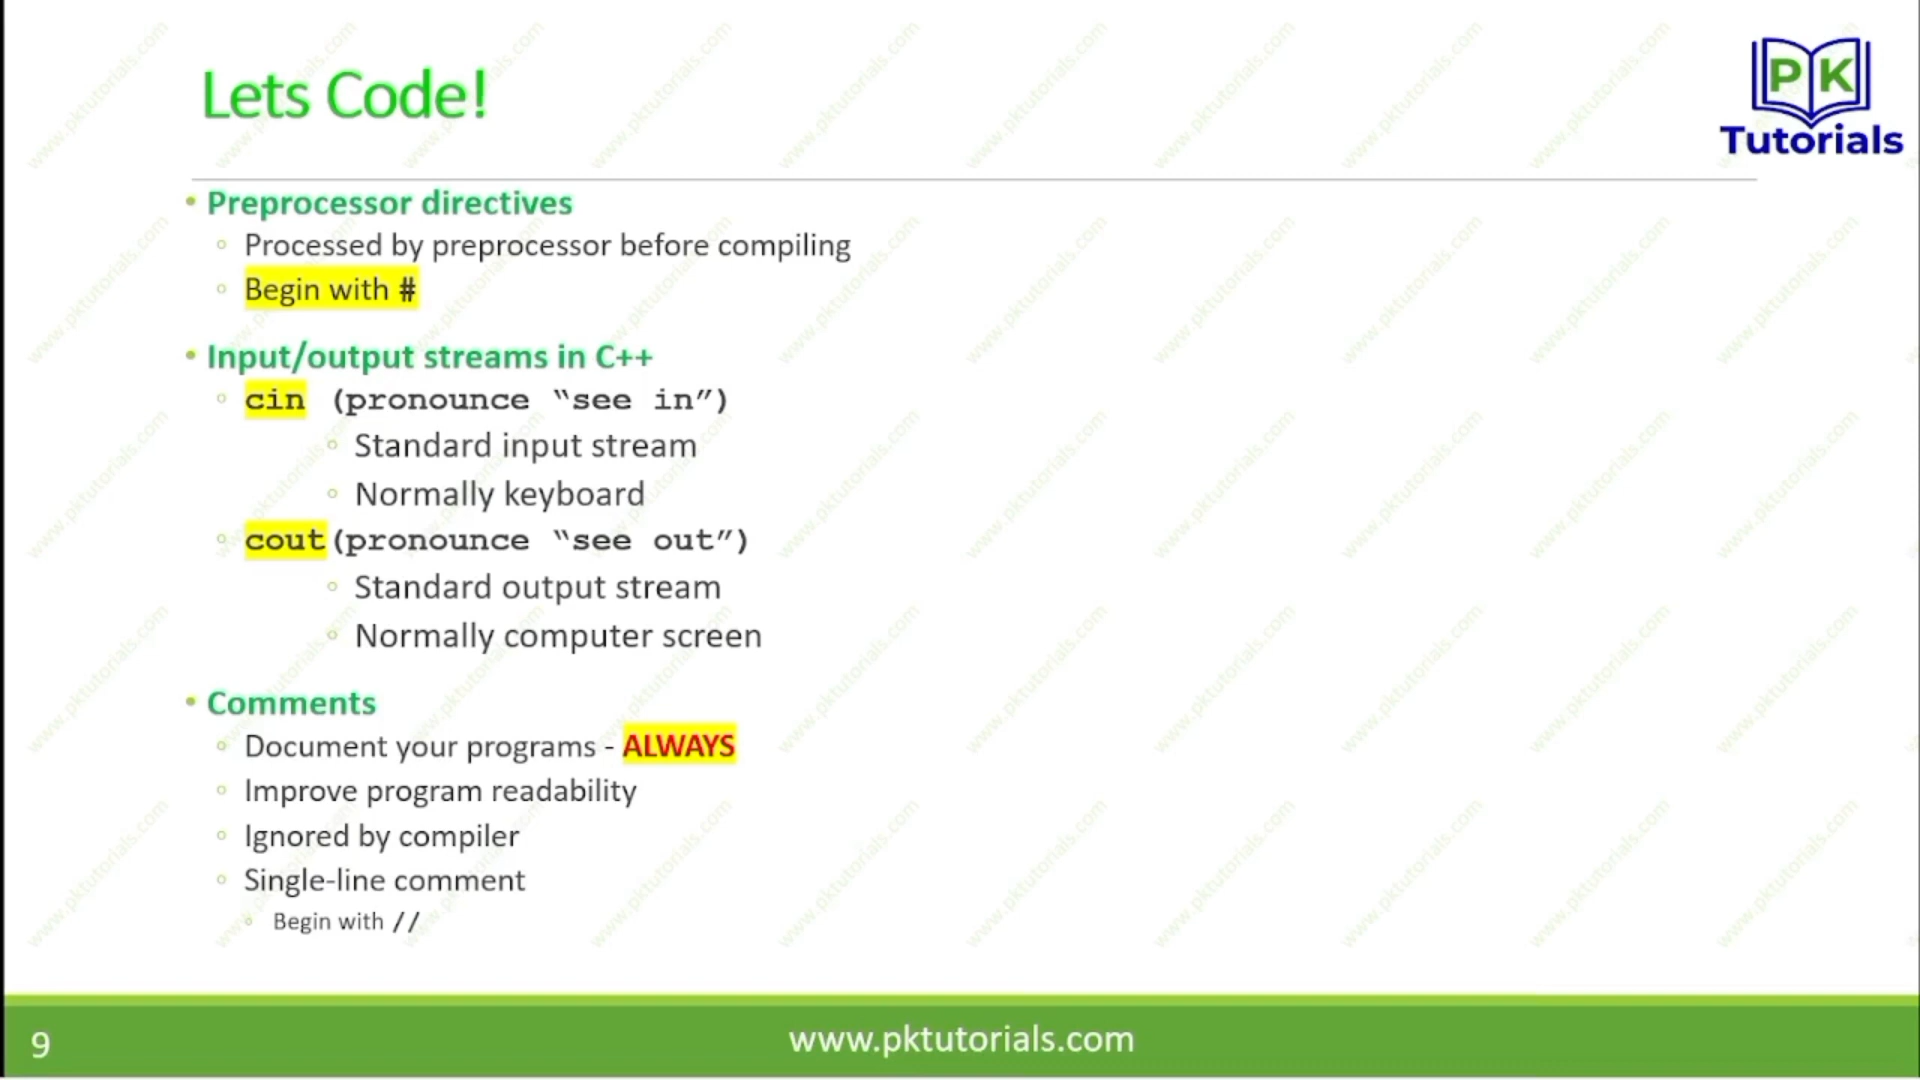 Lets Code!
PK
Tutorials
• Preprocessor directives
◦ Processed by preprocessor before compiling
◦ Begin with #
• Input/output streams in C++
◦ cin (pronounce “see in”)
◦ Standard input stream
◦ Normally keyboard
◦ cout(pronounce “see out”)
◦ Standard output stream
◦ Normally computer screen
• Comments
◦ Document your programs - ALWAYS
◦ Improve program readability
◦ Ignored by compiler
◦ Single-line comment
◦ Begin with //
9
www.pktutorials.com